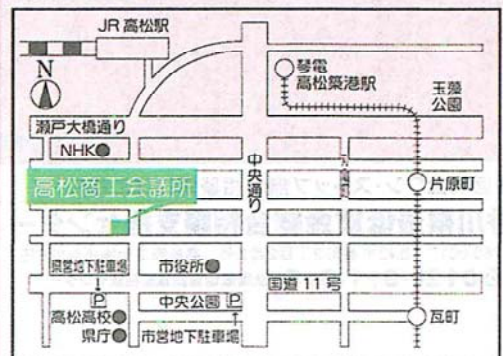 JR高松駅
N
琴電
高松築港駅
玉藻
公園
瀬戸大橋通り
NHK
高松商工会議所
中央通り
片原町
県営地下駐車場
市役所
国道11号
P
中央公園 P
高松高校
県庁
市営地下駐車場
瓦町